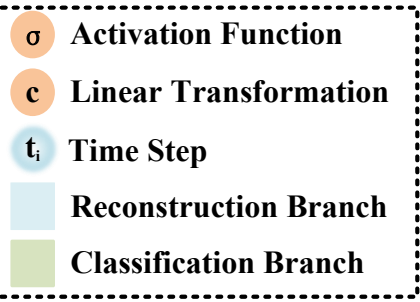 σ Activation Function
c Linear Transformation
tᵢ Time Step
Reconstruction Branch
Classification Branch